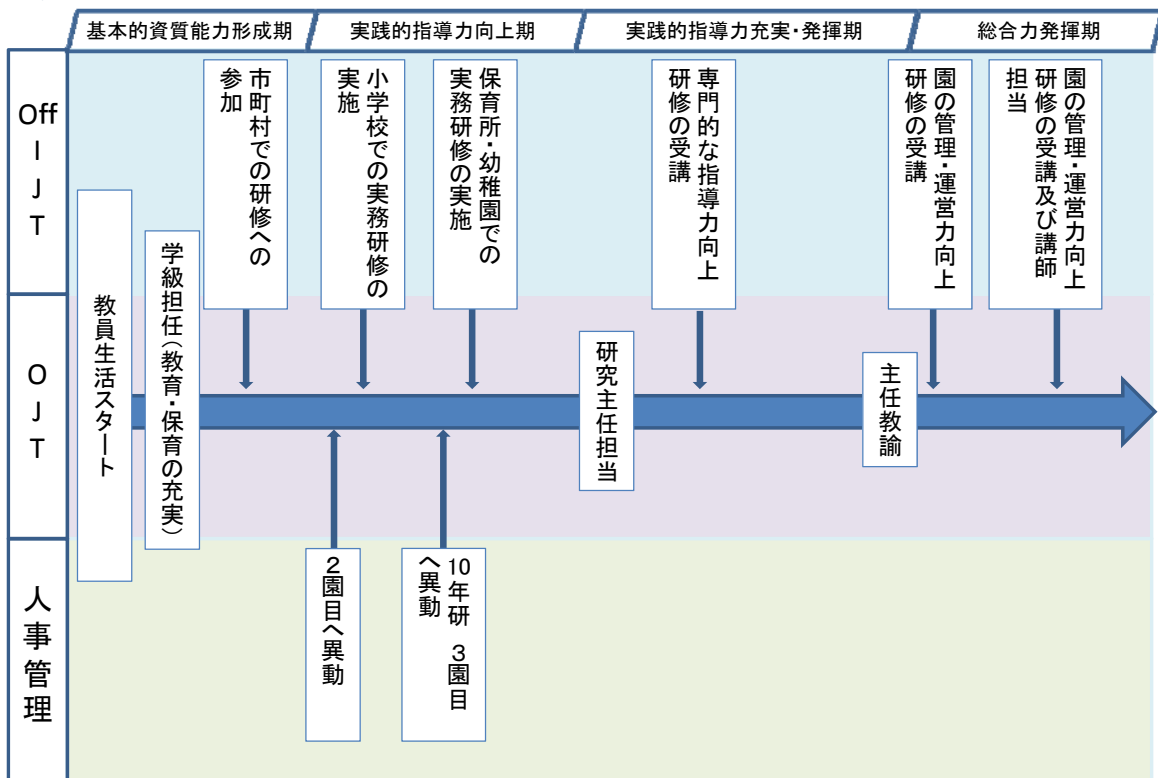 基本的資質能力形成期
実践的指導力向上期
実践的指導力充実・発揮期
総合力発揮期
Off
ー
J
T
市町村での研修への
参加
小学校での実務研修の
実施
保育所・幼稚園での
実務研修の実施
専門的な指導力向上
研修の受講
園の管理・運営力向上
研修の受講
園の管理・運営力向上
研修の受講及び講師
担当
O
J
T
教員生活スタート
学級担任(教育・保育の充実)
研究主任担当
主任教諭
人事管理
2園目へ異動
10年研 3園目
へ異動